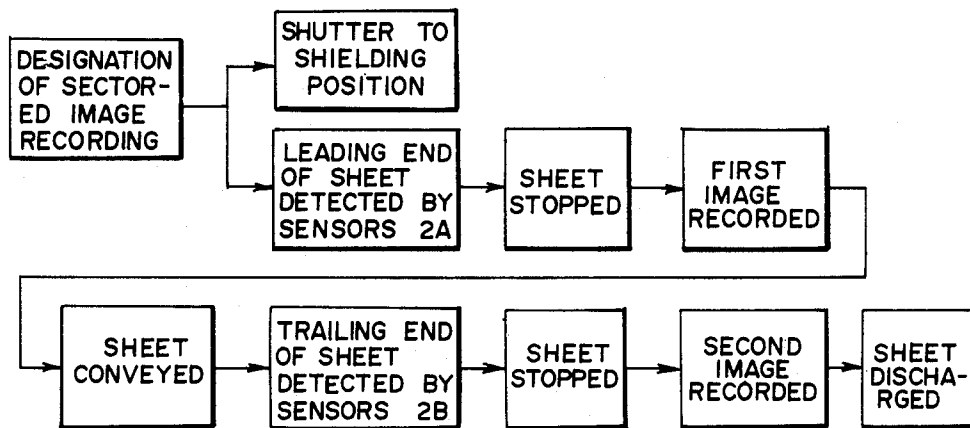 DESIGNATION
OF SECTOR-
ED IMAGE
RECORDING
SHUTTER TO
SHIELDING
POSITION
LEADING END
OF SHEET
DETECTED BY
SENSORS 2A
SHEET
STOPPED
FIRST
IMAGE
RECORDED
SHEET
CONVEYED
TRAILING END
OF SHEET
DETECTED BY
SENSORS 2B
SHEET
STOPPED
SECOND
IMAGE
RECORDED
SHEET
DISCHA-
RGED